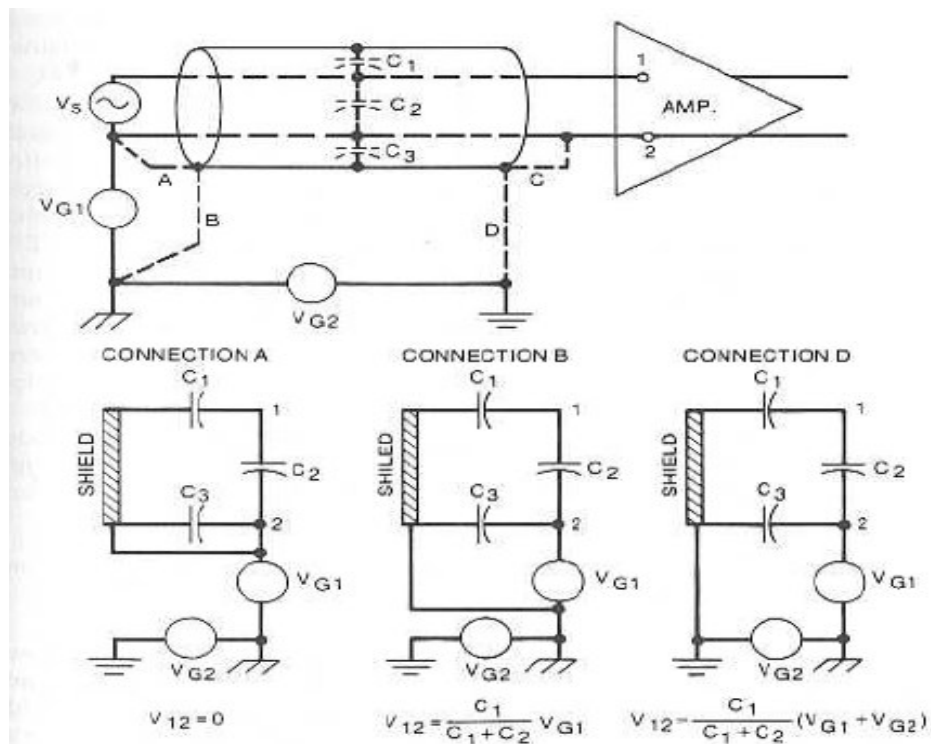 C1
1
VS
C2
AMP.
C3
2
A
C
VG1
B
D
VG2
CONNECTION A
CONNECTION B
CONNECTION D
C1
C1
C1
1
1
1
SHIELD
SHILED
SHIELD
C2
C2
C2
C3
C3
C3
2
2
2
VG1
VG1
VG1
VG2
VG2
VG2
V12=0
V12=C1/C1+C2 VG1
V12-C1/C1+C2(VG1+VG2)